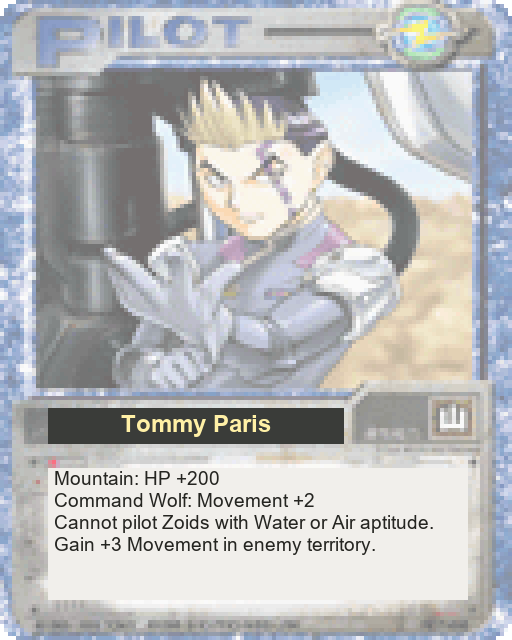 PILOT
Tommy Paris
Mountain: HP +200
Command Wolf: Movement +2
Cannot pilot Zoids with Water or Air aptitude.
Gain +3 Movement in enemy territory.